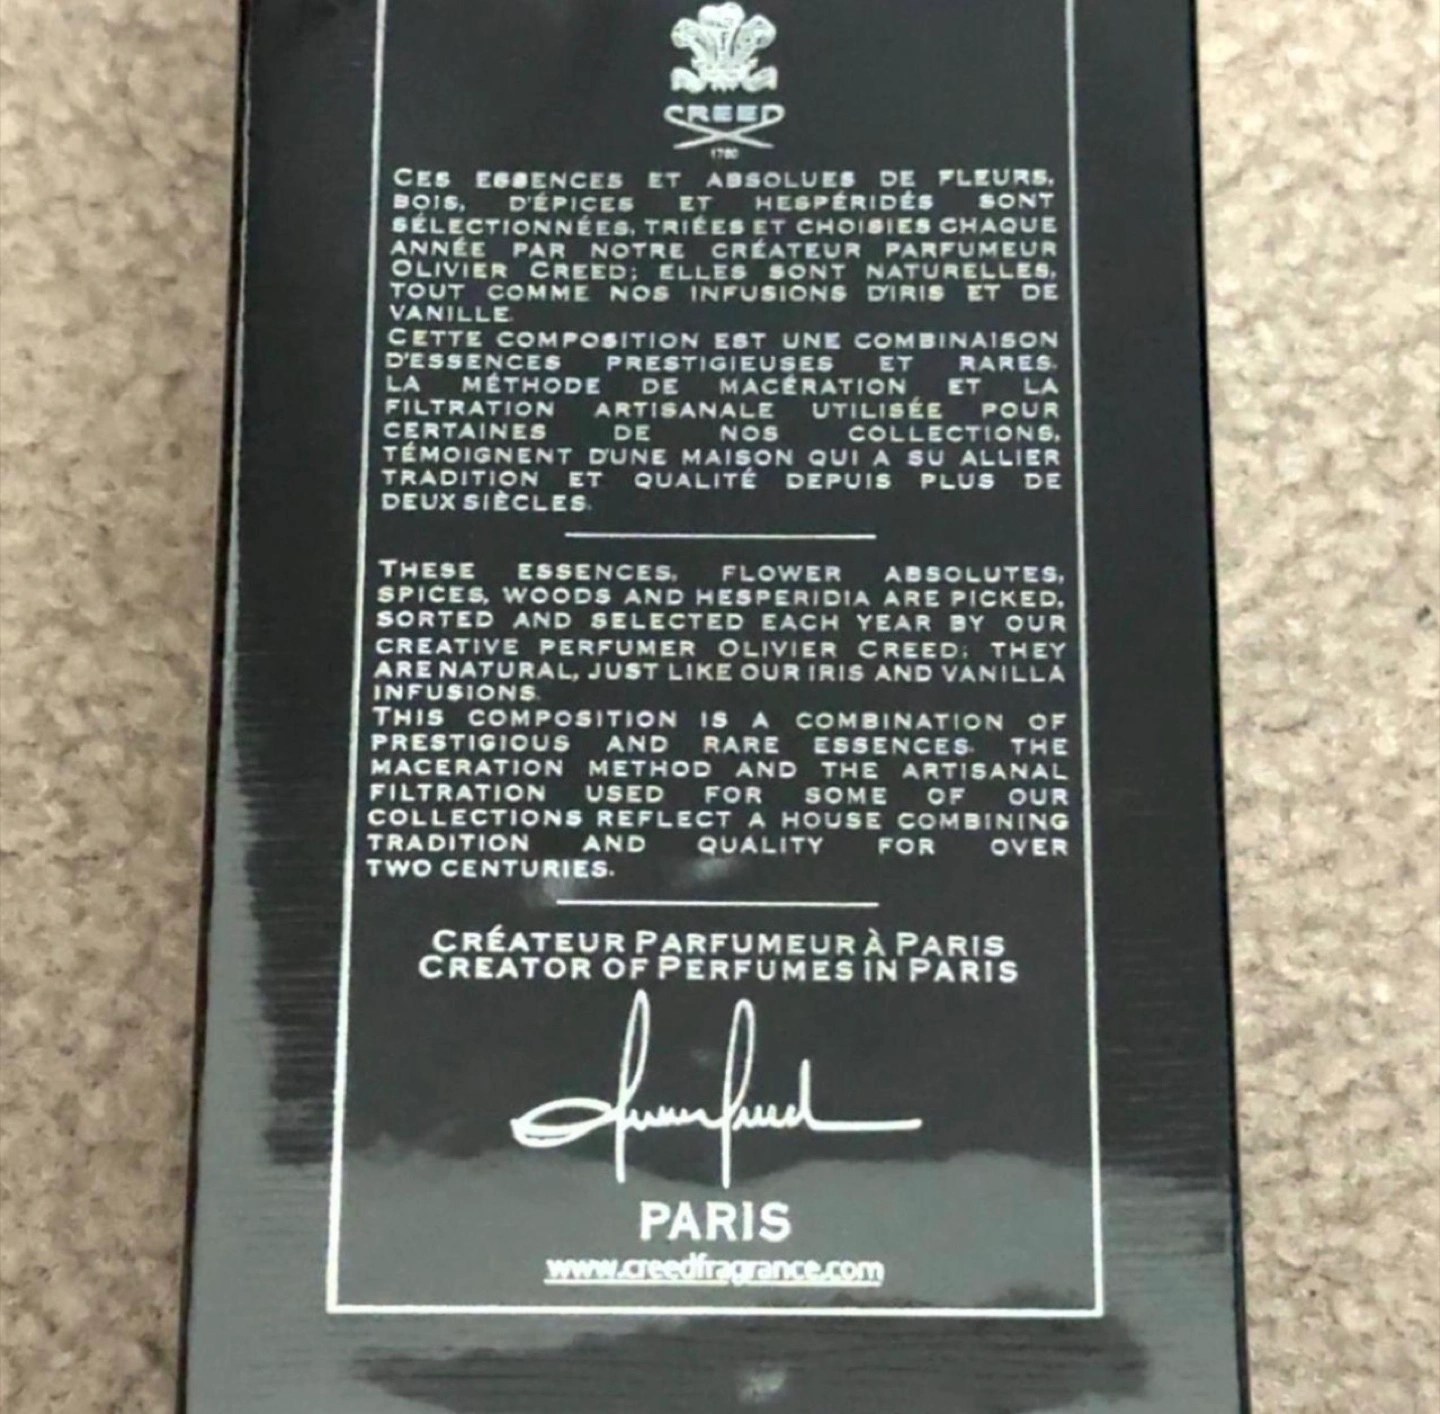 CREED
1760
CES ESSENCES ET ABSOLUES DE FLEURS,
BOIS, D'ÉPICES ET HESPÉRIDÉS SONT
SÉLECTIONNÉES, TRIÉES ET CHOISIES CHAQUE
ANNÉE PAR NOTRE CRÉATEUR PARFUMEUR
OLIVIER CREED; ELLES SONT NATURELLES,
TOUT COMME NOS INFUSIONS D'IRIS ET DE
VANILLE.
CETTE COMPOSITION EST UNE COMBINAISON
D'ESSENCES PRESTIGIEUSES ET RARES.
LA MÉTHODE DE MACÉRATION ET LA
FILTRATION ARTISANALE UTILISÉE POUR
CERTAINES DE NOS COLLECTIONS,
TÉMOIGNENT D'UNE MAISON QUI A SU ALLIER
TRADITION ET QUALITÉ DEPUIS PLUS DE
DEUX SIÈCLES.
THESE ESSENCES, FLOWER ABSOLUTES,
SPICES, WOODS AND HESPERIDIA ARE PICKED,
SORTED AND SELECTED EACH YEAR BY OUR
CREATIVE PERFUMER OLIVIER CREED; THEY
ARE NATURAL, JUST LIKE OUR IRIS AND VANILLA
INFUSIONS.
THIS COMPOSITION IS A COMBINATION OF
PRESTIGIOUS AND RARE ESSENCES. THE
MACERATION METHOD AND THE ARTISANAL
FILTRATION USED FOR SOME OF OUR
COLLECTIONS REFLECT A HOUSE COMBINING
TRADITION AND QUALITY FOR OVER
TWO CENTURIES.
CRÉATEUR PARFUMEUR À PARIS
CREATOR OF PERFUMES IN PARIS
PARIS
www.creedfragrance.com